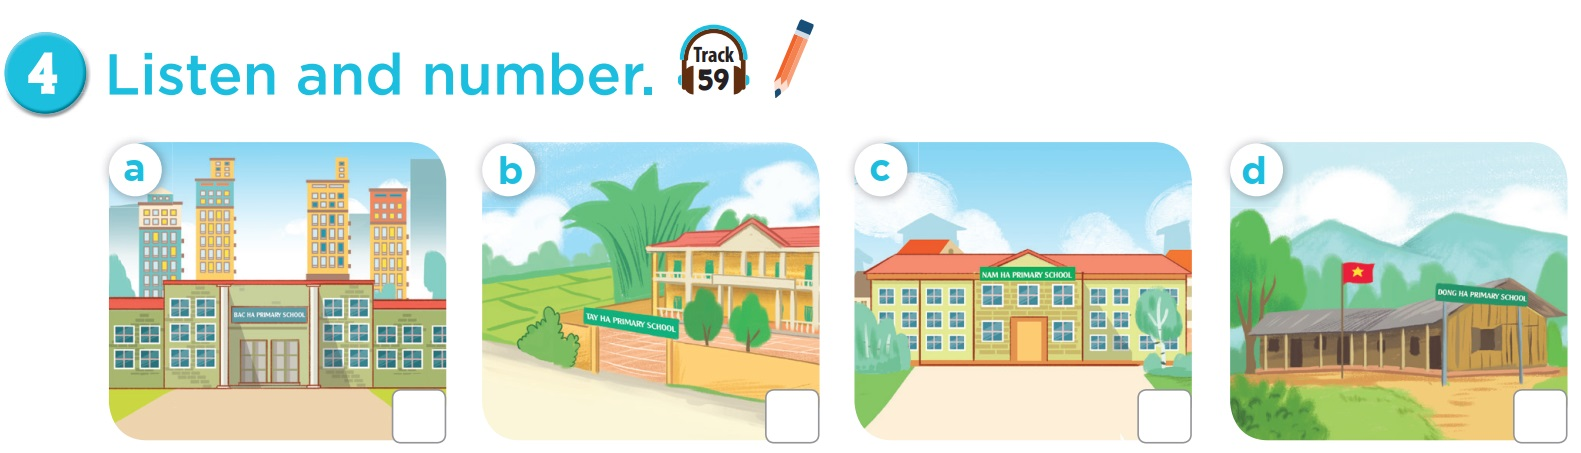 4 Listen and number.
Track
59
a
b
c
d
BAC HA PRIMARY SCHOOL
TAY HA PRIMARY SCHOOL
NAM HA PRIMARY SCHOOL
DONG HA PRIMARY SCHOOL